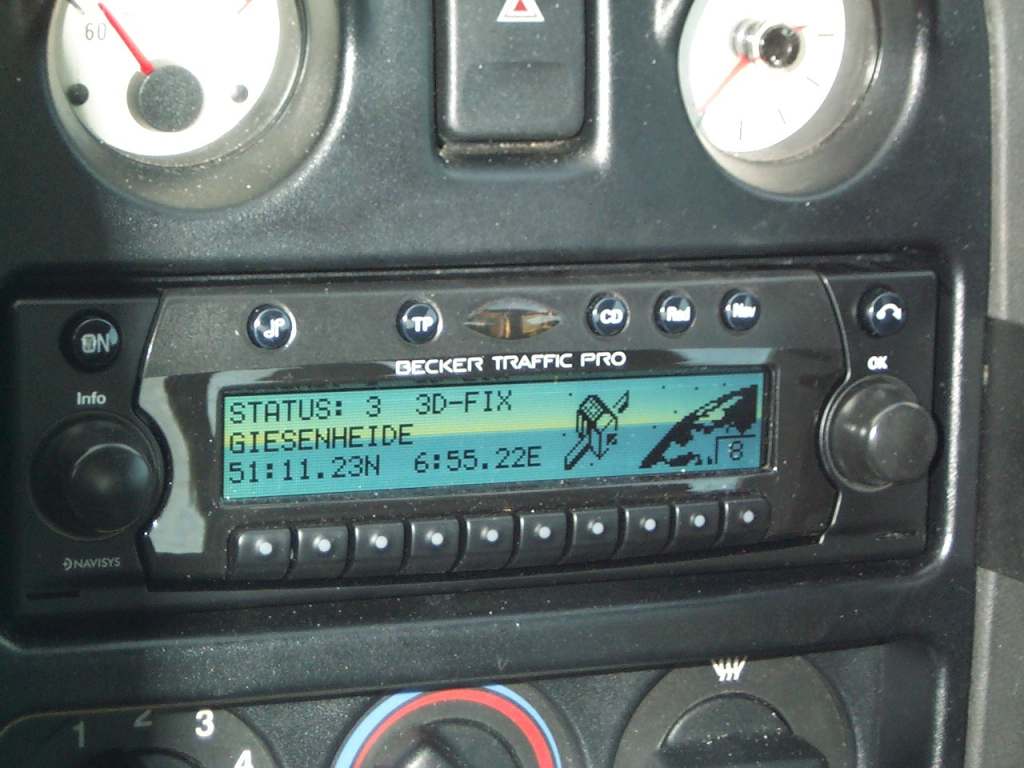 60
ON
TP
CD
Rad
Nav
BECKER TRAFFIC PRO
OK
Info
STATUS: 3 3D-FIX
GIESENHEIDE
51:11.23N 6:55.22E
8
NAVISYS
1 2 3 4